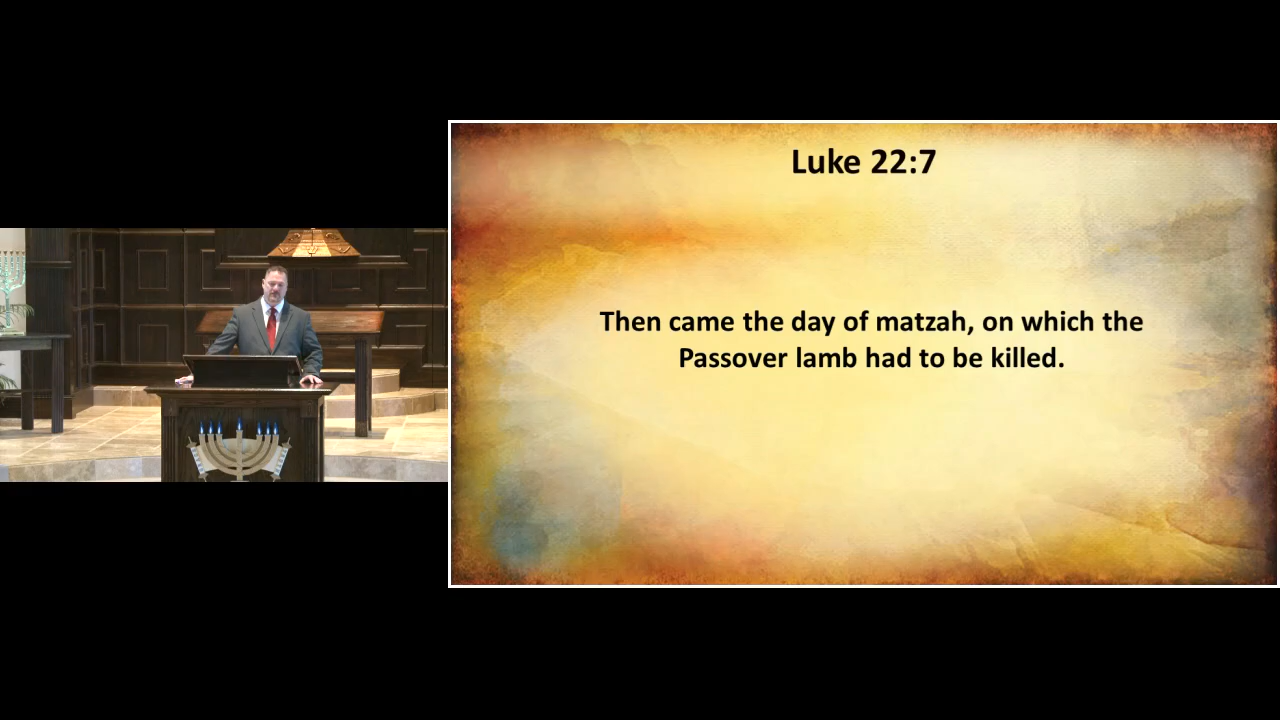 Luke 22:7
Then came the day of matzah, on which the
Passover lamb had to be killed.